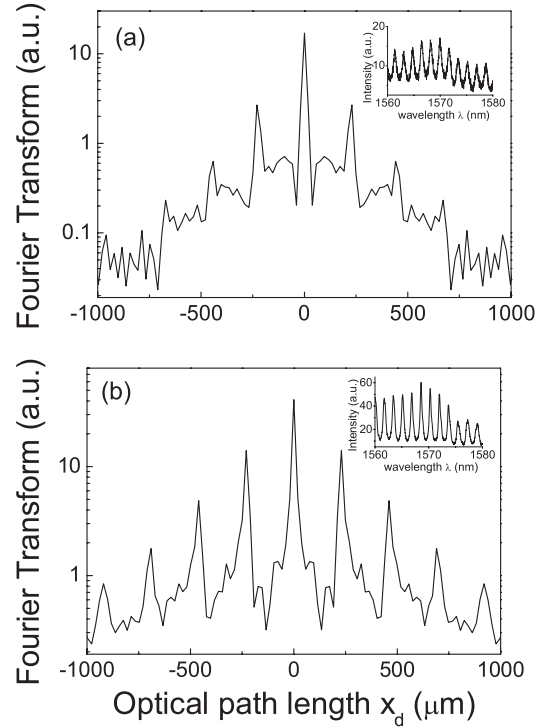 (a)
Fourier Transform (a.u.)
10
1
0.1
-1000 -500 0 500 1000
Intensity (a.u.)
20
10
1560 1570 1580
wavelength λ (nm)
(b)
Fourier Transform (a.u.)
10
1
-1000 -500 0 500 1000
Intensity (a.u.)
60
40
20
1560 1570 1580
wavelength λ (nm)
Optical path length x_d (μm)